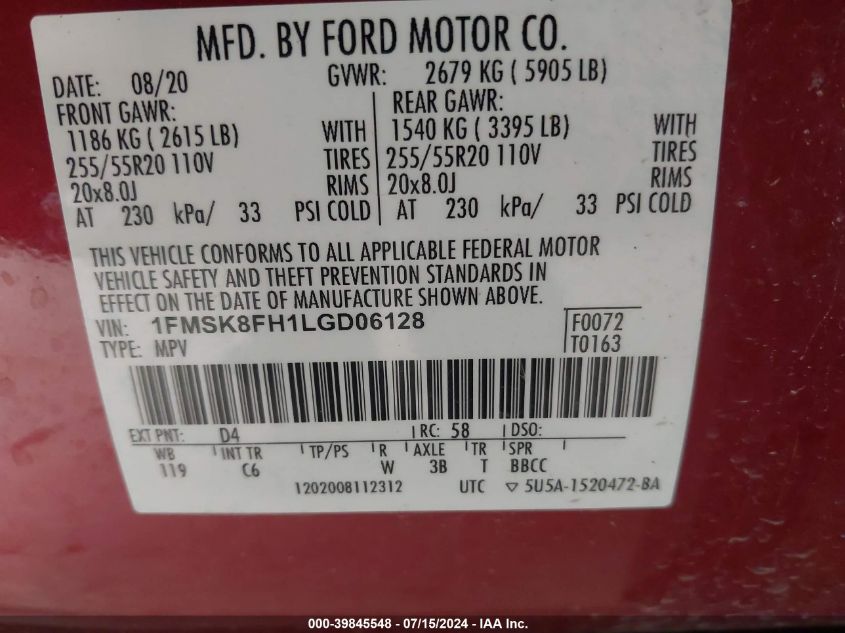 MFD. BY FORD MOTOR CO.
DATE: 08/20 GVWR: 2679 KG ( 5905 LB)
FRONT GAWR: REAR GAWR:
1186 KG ( 2615 LB) WITH 1540 KG ( 3395 LB) WITH
255/55R20 110V TIRES 255/55R20 110V TIRES
20x8.0J RIMS 20x8.0J RIMS
AT 230 kPa/ 33 PSI COLD AT 230 kPa/ 33 PSI COLD
THIS VEHICLE CONFORMS TO ALL APPLICABLE FEDERAL MOTOR
VEHICLE SAFETY AND THEFT PREVENTION STANDARDS IN
EFFECT ON THE DATE OF MANUFACTURE SHOWN ABOVE.
VIN: 1FMSK8FH1LGD06128 F0072
TYPE: MPV T0163
EXT PNT: D4 RC: 58 DSO:
WB INT TR TP/PS R AXLE TR SPR
119 C6 W 3B T BBCC
1202008112312 UTC ▽ 5U5A-1520472-BA
000-39845548 - 07/15/2024 - IAA Inc.